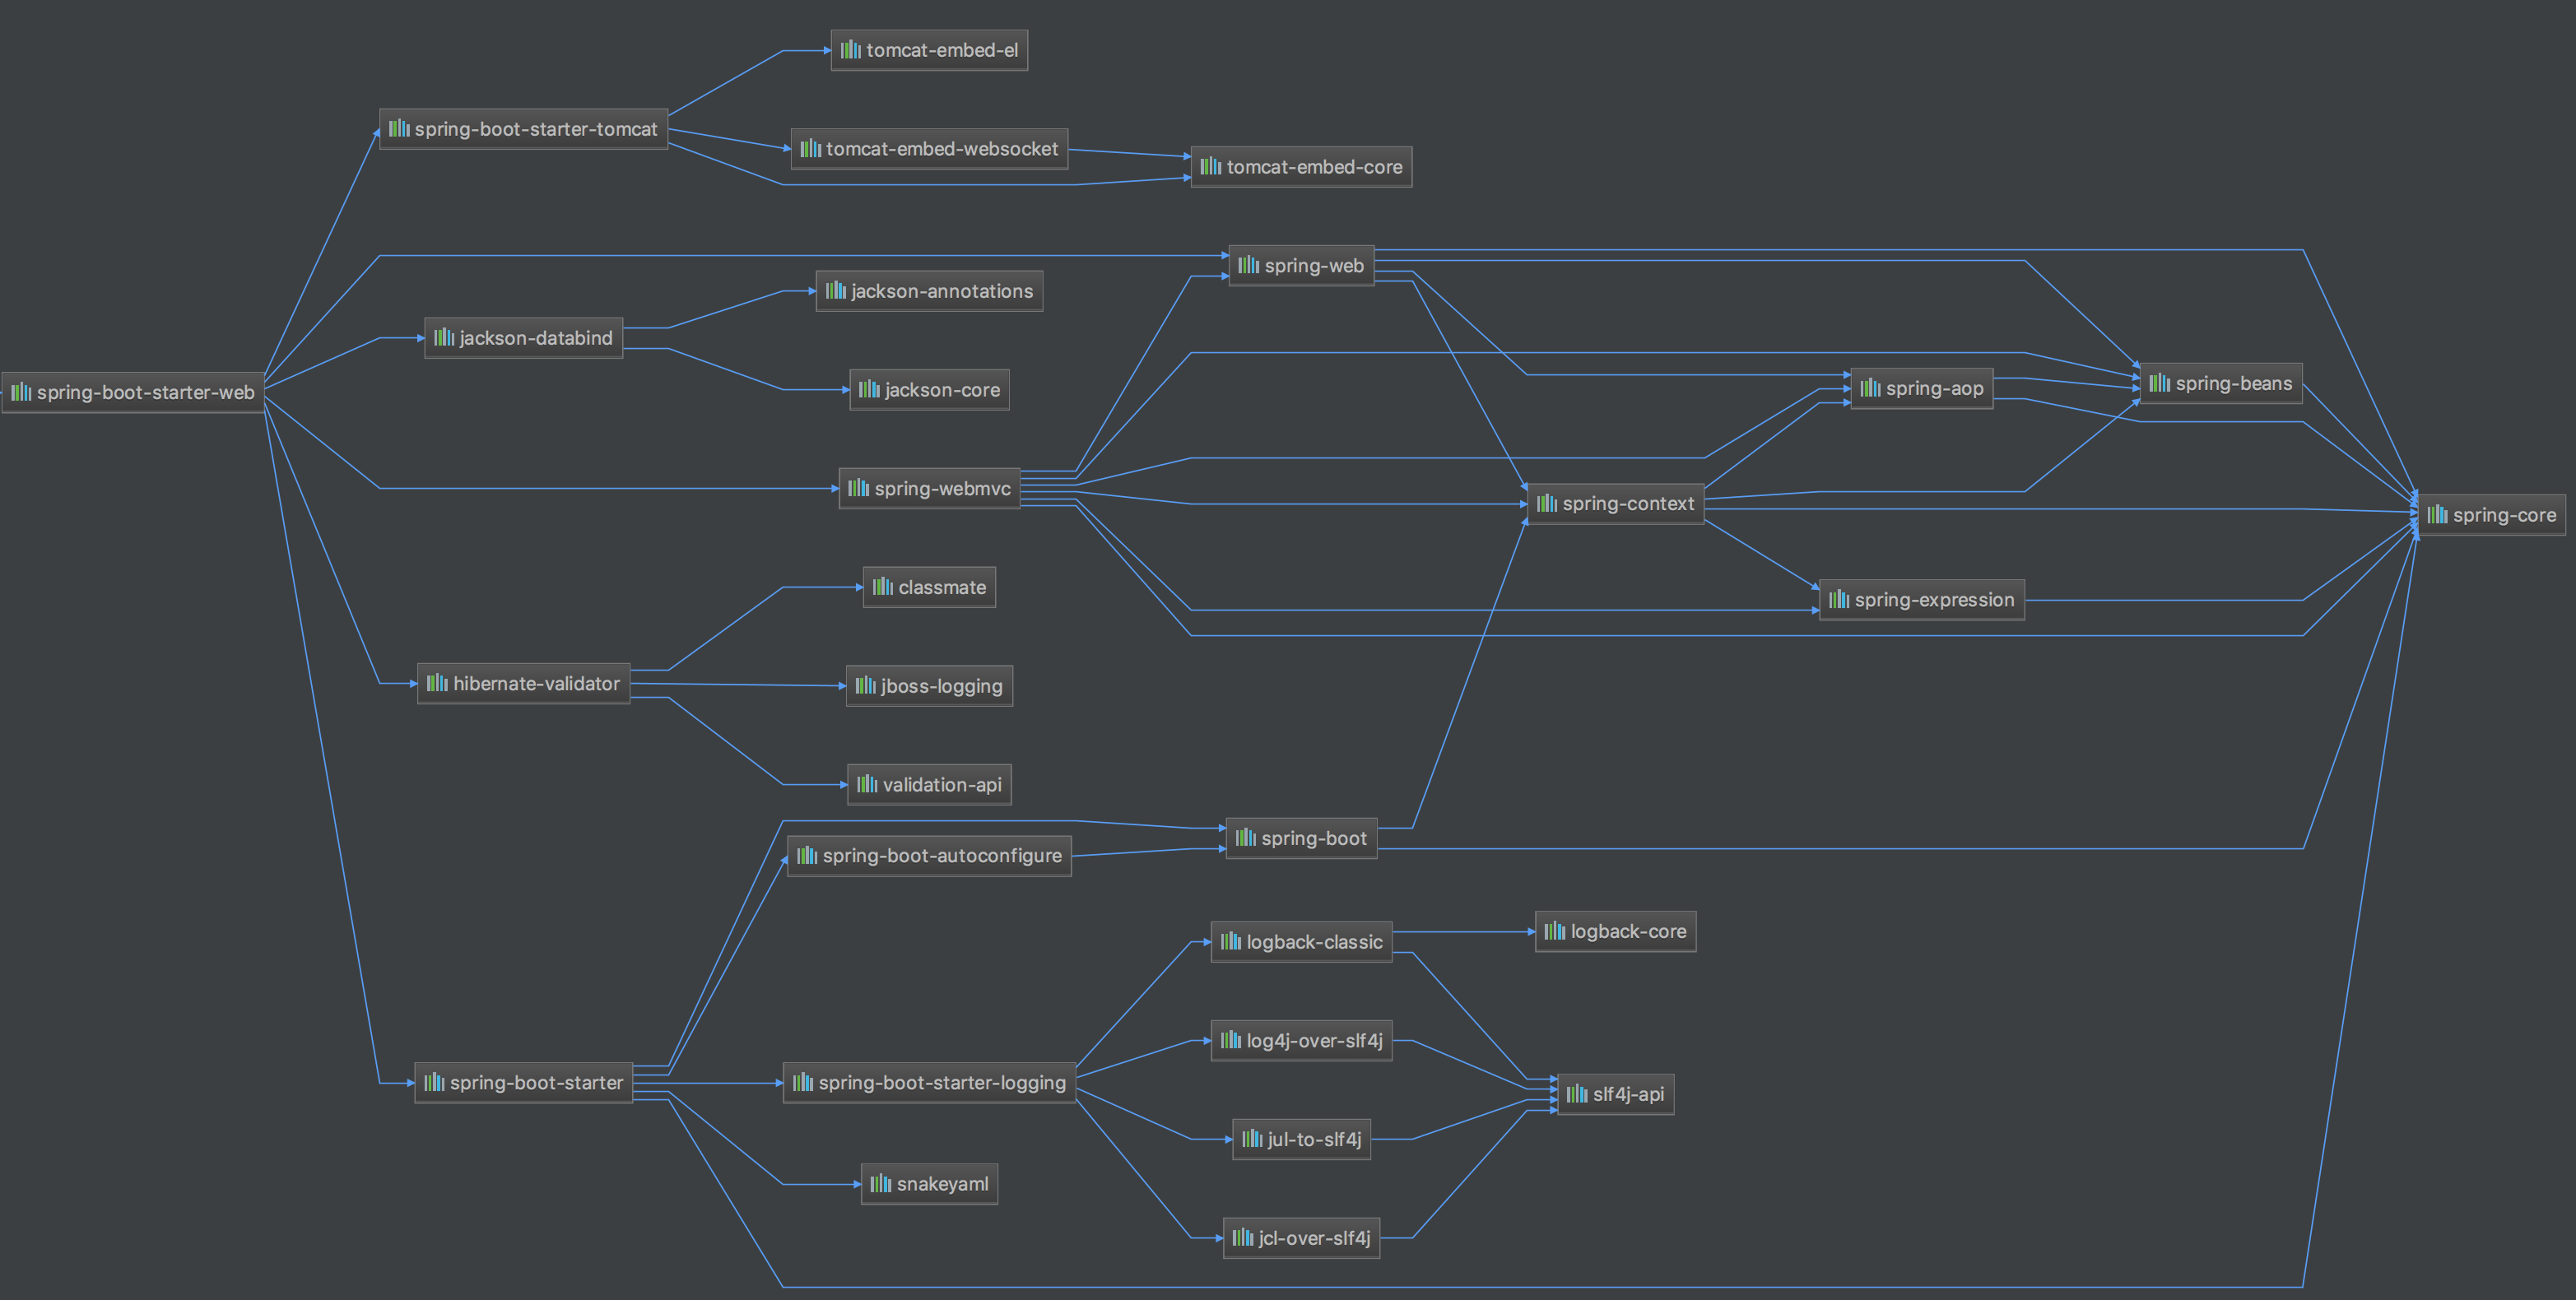 tomcat-embed-el
spring-boot-starter-tomcat
tomcat-embed-websocket
tomcat-embed-core
spring-web
jackson-annotations
jackson-databind
spring-beans
spring-aop
jackson-core
spring-boot-starter-web
spring-webmvc
spring-context
spring-core
classmate
spring-expression
hibernate-validator
jboss-logging
validation-api
spring-boot
spring-boot-autoconfigure
logback-core
logback-classic
log4j-over-slf4j
spring-boot-starter
spring-boot-starter-logging
slf4j-api
jul-to-slf4j
snakeyaml
jcl-over-slf4j